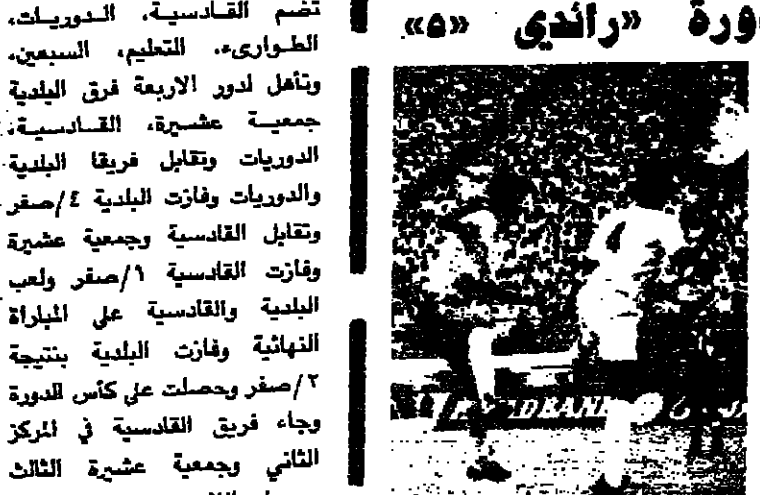 ورة «رائدي «٥»
تضم القادسية، الدوريات،
الطوارىء، التعليم، السبعين،
وتأهل لدور الاربعة فرق البلدية
جمعية عشيرة، القادسية،
الدوريات وتقابل فريقا البلدية
والدوريات وفازت البلدية ٤/صفر
وتقابل القادسية وجمعية عشيرة
وفازت القادسية ١/صفر ولعب
البلدية والقادسية على المباراة
النهائية وفازت البلدية بنتيجة
٢/صفر وحصلت على كأس الدورة
وجاء فريق القادسية في المركز
الثاني وجمعية عشيرة الثالث